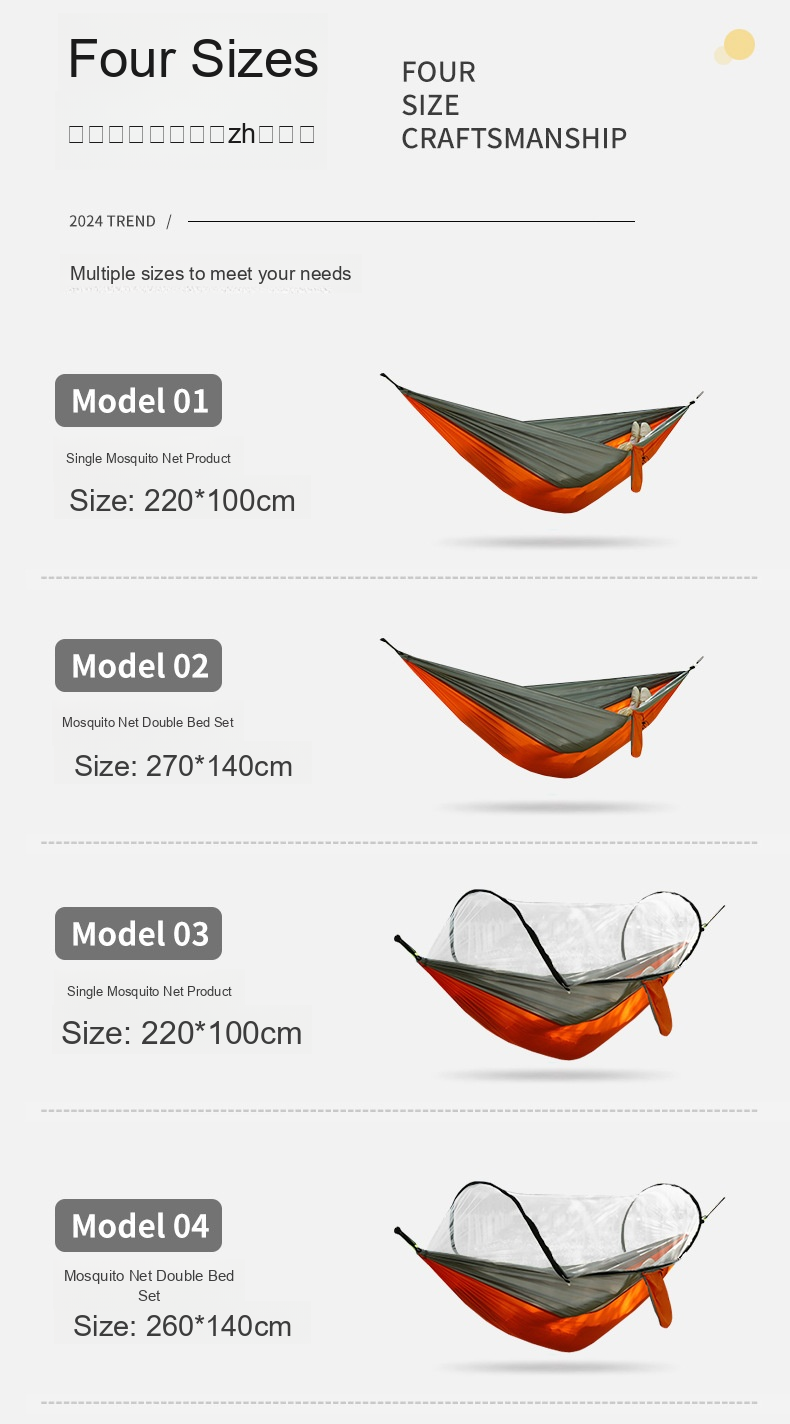 Four Sizes
zh
FOUR
SIZE
CRAFTSMANSHIP
2024 TREND /
Multiple sizes to meet your needs
Model 01
Single Mosquito Net Product
Size: 220*100cm
Model 02
Mosquito Net Double Bed Set
Size: 270*140cm
Model 03
Single Mosquito Net Product
Size: 220*100cm
Model 04
Mosquito Net Double Bed
Set
Size: 260*140cm